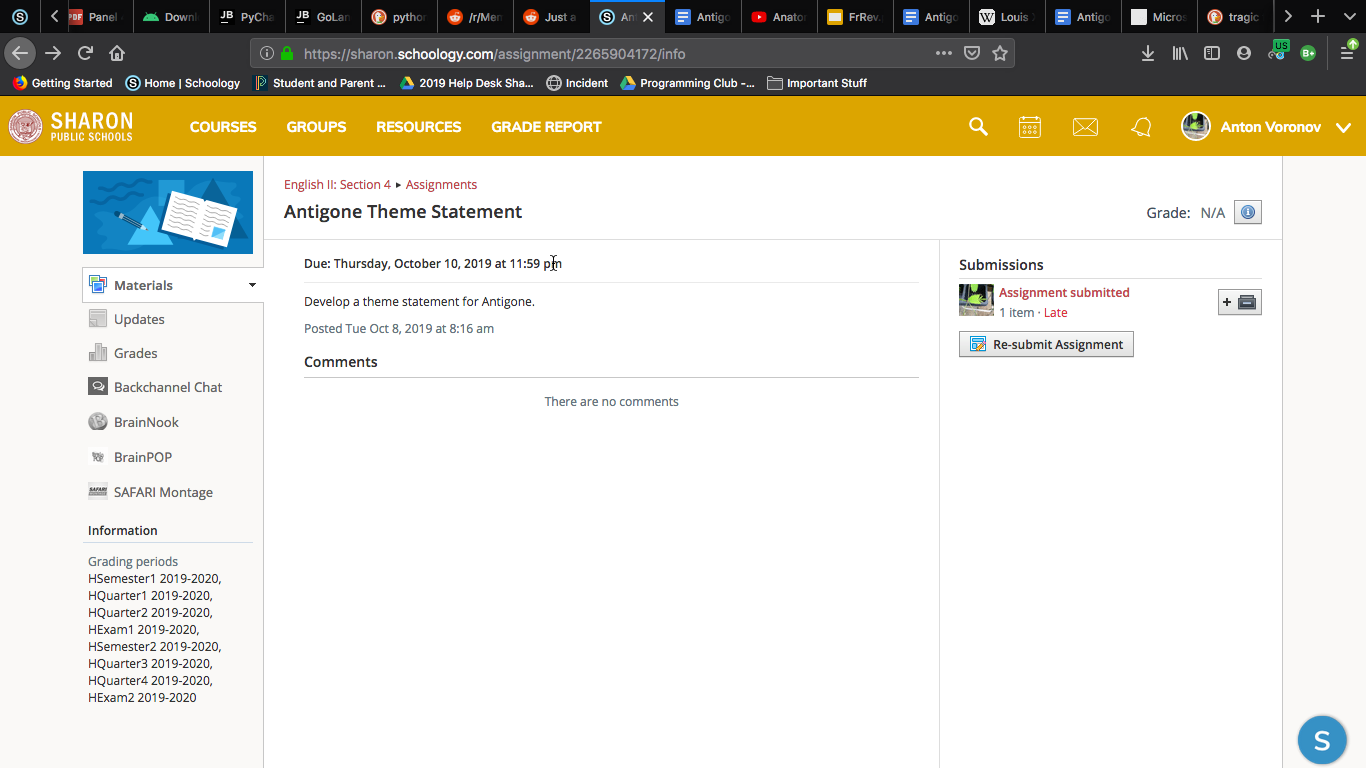 Panel Downl PyCha GoLan python /r/Men Just a An Antigo Anator FrRev. Antigo Louis Antigo Micros tragic
https://sharon.schoology.com/assignment/2265904172/info
US
B+
Getting Started Home | Schoology Student and Parent ... 2019 Help Desk Sha... Incident Programming Club -... Important Stuff
SHARON
PUBLIC SCHOOLS
COURSES GROUPS RESOURCES GRADE REPORT
Anton Voronov
English II: Section 4 ▸ Assignments
Antigone Theme Statement
Grade: N/A
Due: Thursday, October 10, 2019 at 11:59 pm
Develop a theme statement for Antigone.
Posted Tue Oct 8, 2019 at 8:16 am
Comments
There are no comments
Submissions
Assignment submitted
1 item · Late
Re-submit Assignment
Materials
Updates
Grades
Backchannel Chat
BrainNook
BrainPOP
SAFARI Montage
Information
Grading periods
HSemester1 2019-2020,
HQuarter1 2019-2020,
HQuarter2 2019-2020,
HExam1 2019-2020,
HSemester2 2019-2020,
HQuarter3 2019-2020,
HQuarter4 2019-2020,
HExam2 2019-2020
S